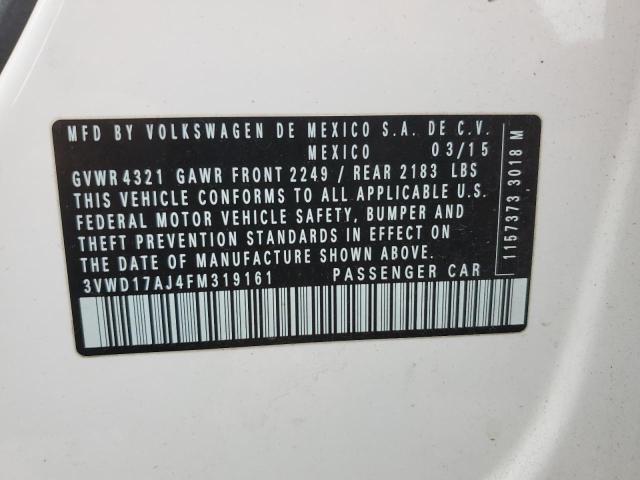 MFD BY VOLKSWAGEN DE MEXICO S.A. DE C.V.
MEXICO 03/15
GVWR 4321 GAWR FRONT 2249 / REAR 2183 LBS
THIS VEHICLE CONFORMS TO ALL APPLICABLE U.S.
FEDERAL MOTOR VEHICLE SAFETY, BUMPER AND
THEFT PREVENTION STANDARDS IN EFFECT ON
THE DATE OF MANUFACTURE SHOWN ABOVE.
3VWD17AJ4FM319161 PASSENGER CAR
1157373 3018 M